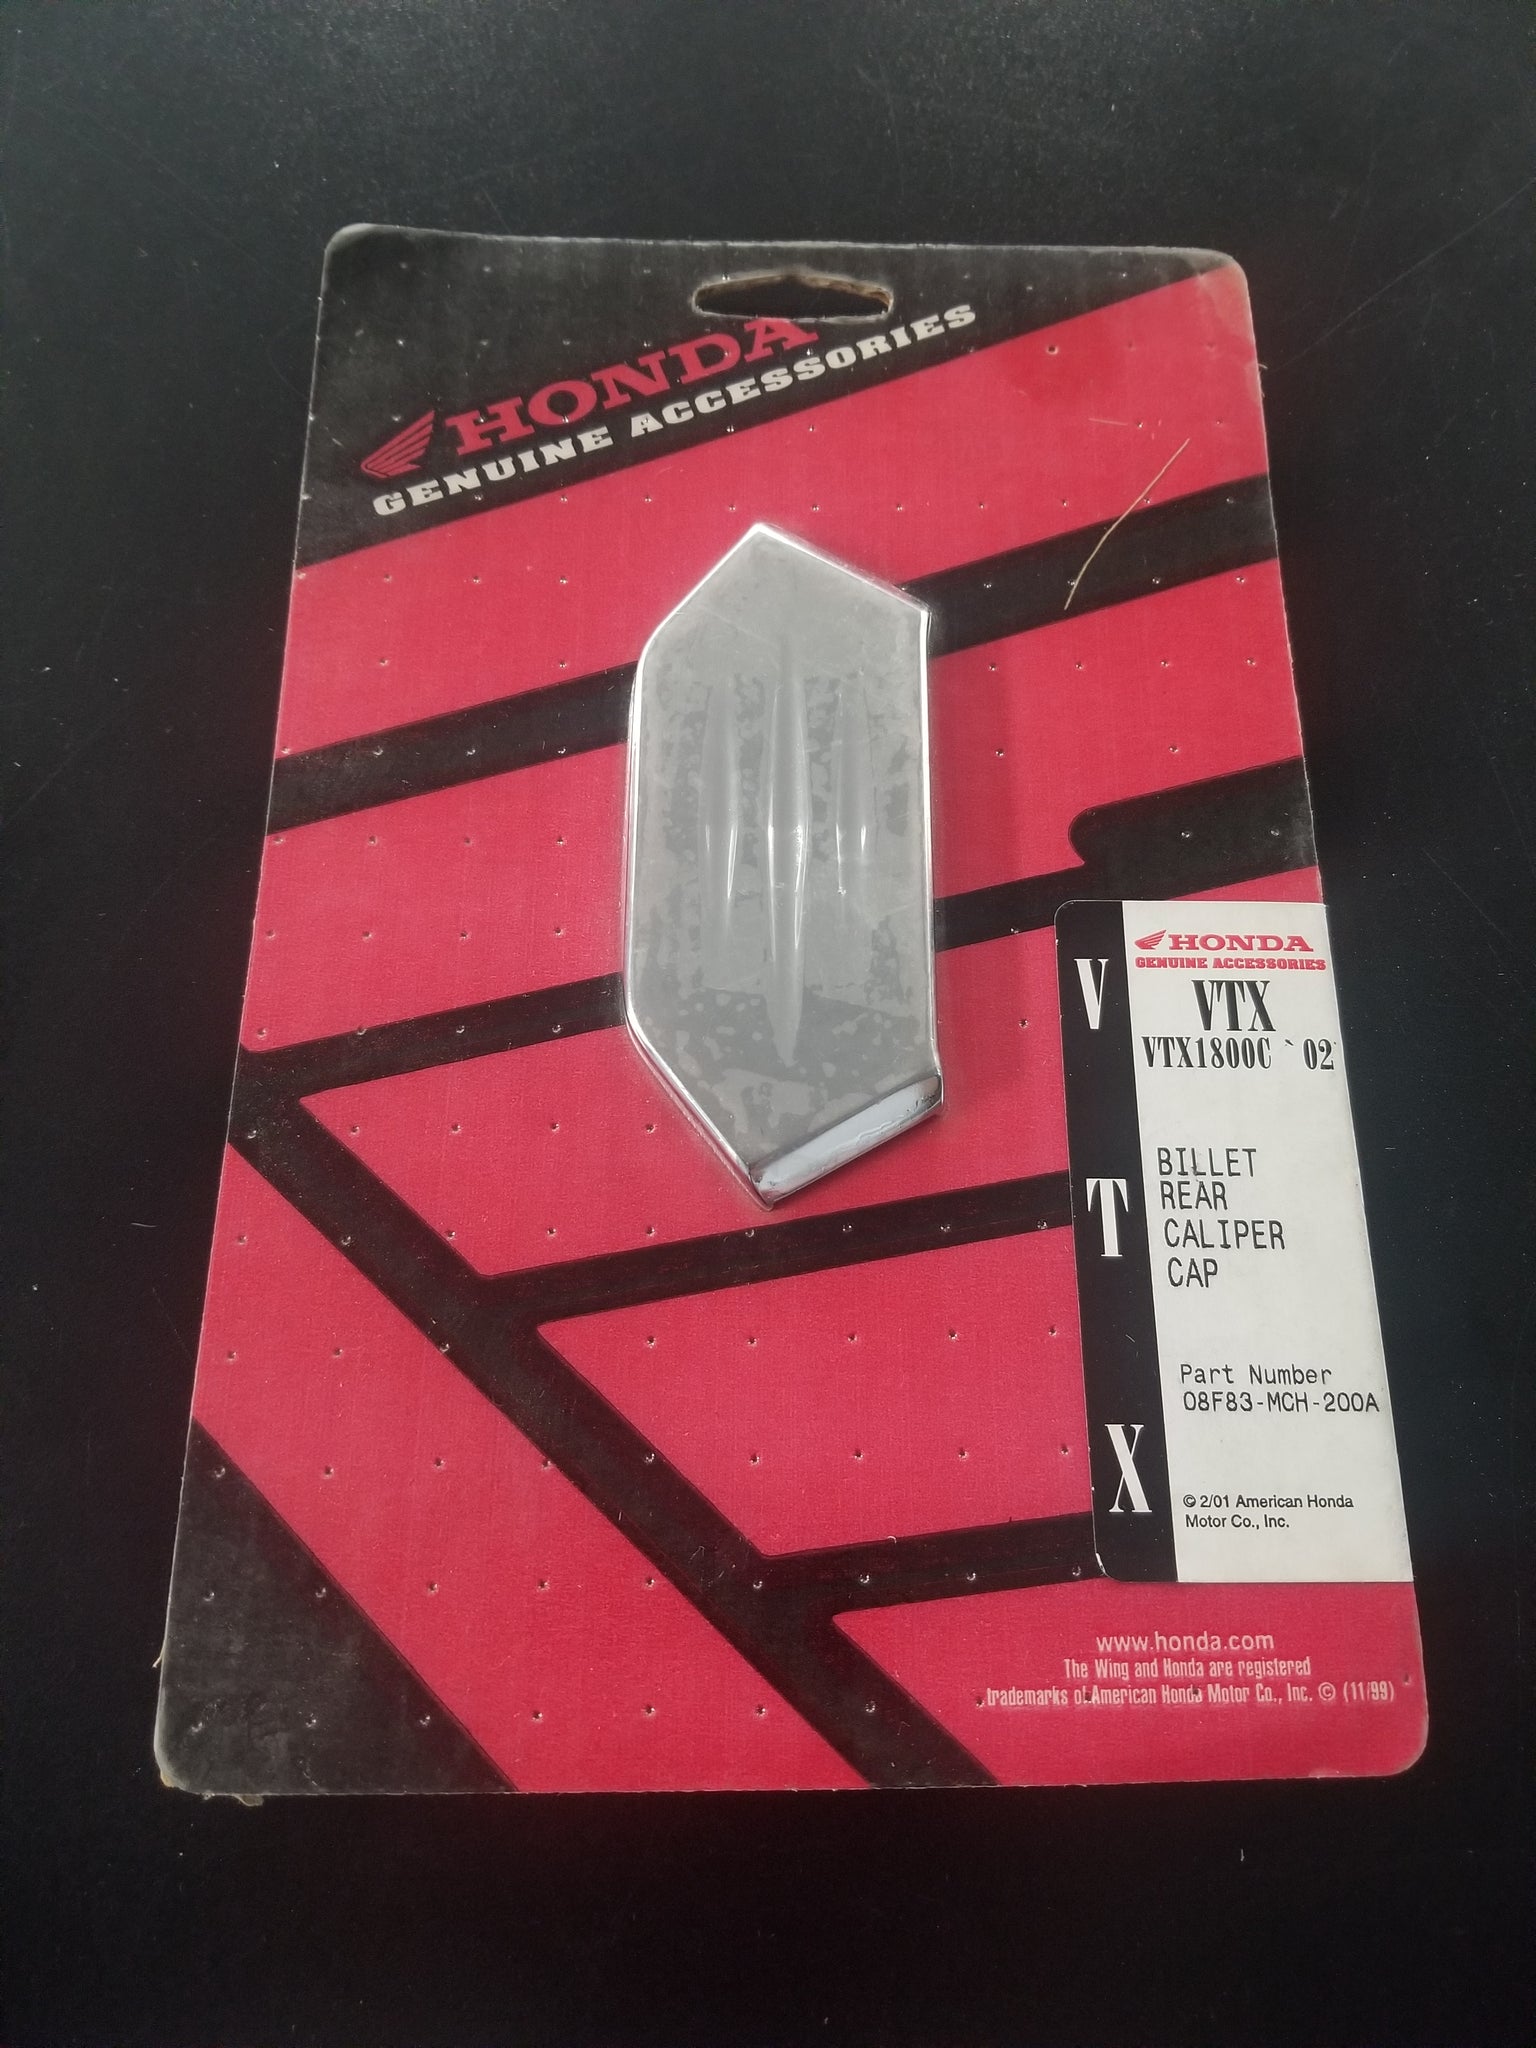 HONDA
GENUINE ACCESSORIES
V
T
X
HONDA
GENUINE ACCESSORIES
VTX
VTX1800C `02
BILLET
REAR
CALIPER
CAP
Part Number
08F83-MCH-200A
© 2/01 American Honda
Motor Co., Inc.
www.honda.com
The Wing and Honda are registered
trademarks of American Honda Motor Co., Inc. © (11/99)